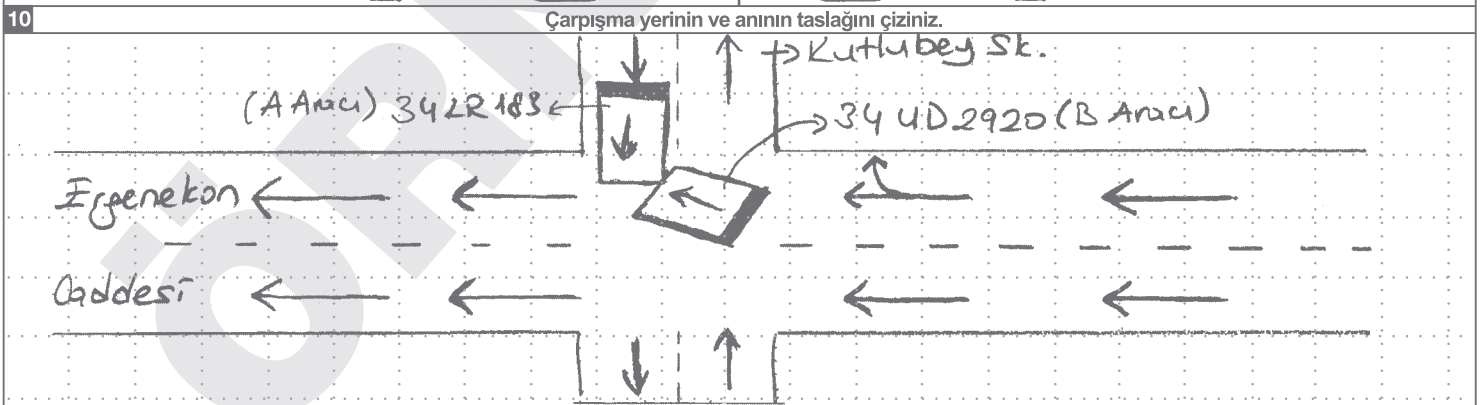 10 Çarpışma yerinin ve anının taslağını çiziniz.
Kutlubey Sk.
(A Aracı) 34 LR 183
34 UD 2920 (B Aracı)
Ergenekon
Caddesi